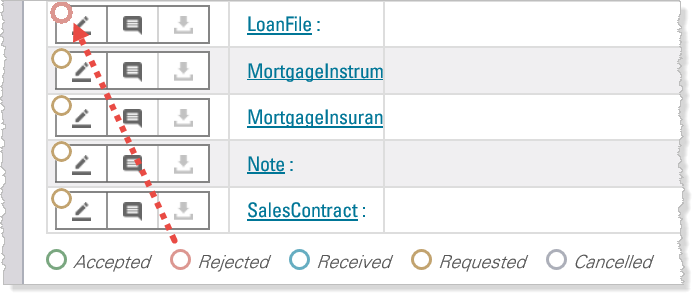 LoanFile :
MortgageInstrum
MortgageInsuran
Note :
SalesContract :
Accepted Rejected Received Requested Cancelled